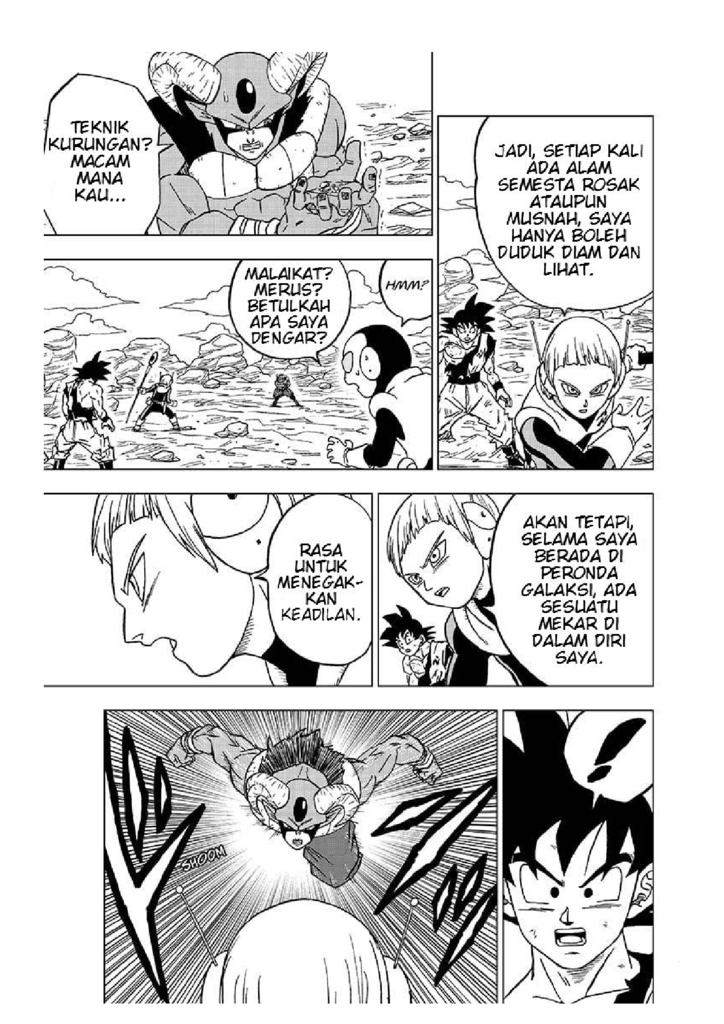 TEKNIK
KURUNGAN?
MACAM
MANA
KAU...
JADI, SETIAP KALI
ADA ALAM
SEMESTA ROSAK
ATAUPUN
MUSNAH, SAYA
HANYA BOLEH
DUDUK DIAM DAN
LIHAT.
HMM?
MALAIKAT?
MERUS?
BETULKAH
APA SAYA
DENGAR?
AKAN TETAPI,
SELAMA SAYA
BERADA DI
PERONDA
GALAKSI, ADA
SESUATU
MEKAR DI
DALAM DIRI
SAYA.
RASA
UNTUK
MENEGAK-
KAN
KEADILAN.
!
SHOOM